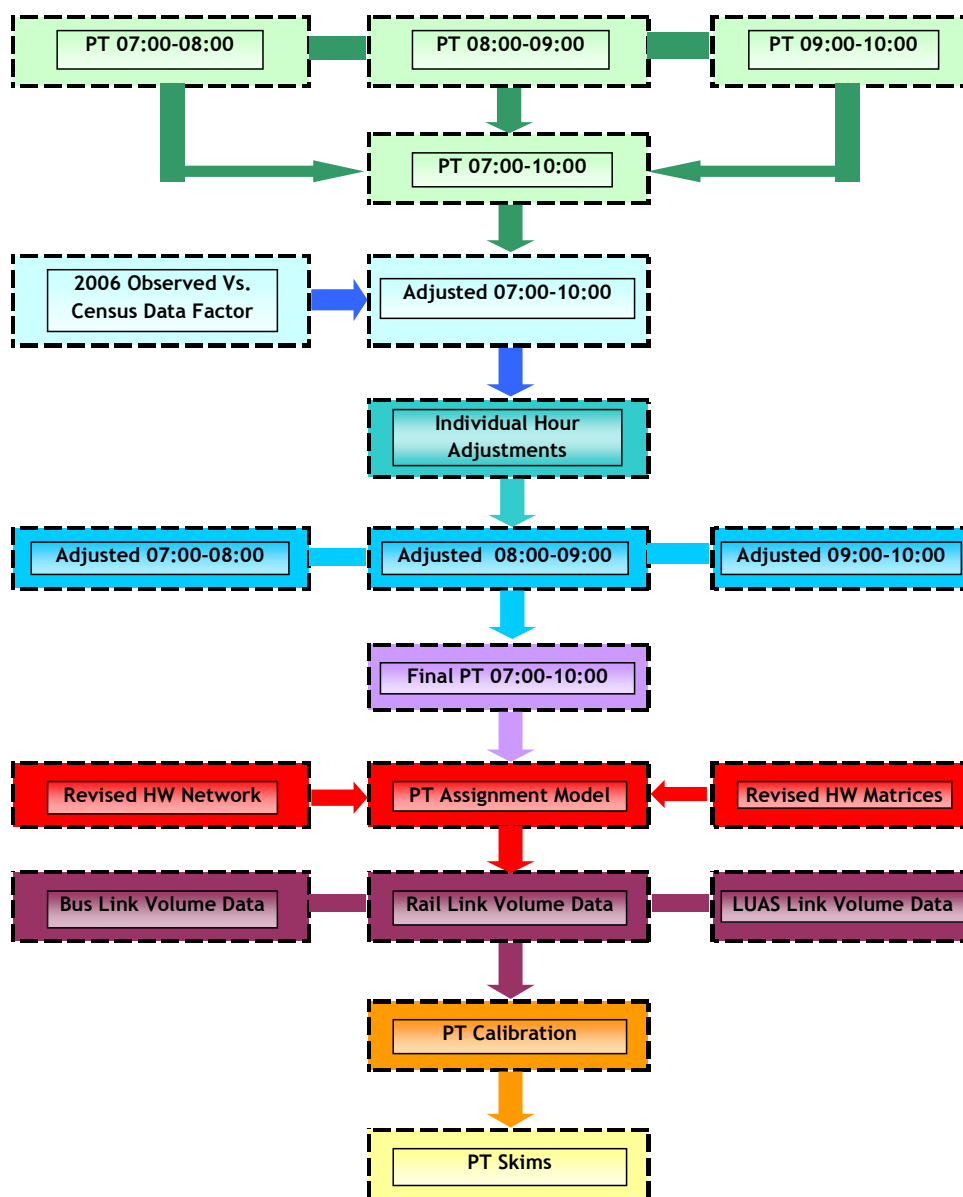 PT 07:00-08:00
PT 08:00-09:00
PT 09:00-10:00
PT 07:00-10:00
2006 Observed Vs.
Census Data Factor
Adjusted 07:00-10:00
Individual Hour
Adjustments
Adjusted 07:00-08:00
Adjusted 08:00-09:00
Adjusted 09:00-10:00
Final PT 07:00-10:00
Revised HW Network
PT Assignment Model
Revised HW Matrices
Bus Link Volume Data
Rail Link Volume Data
LUAS Link Volume Data
PT Calibration
PT Skims